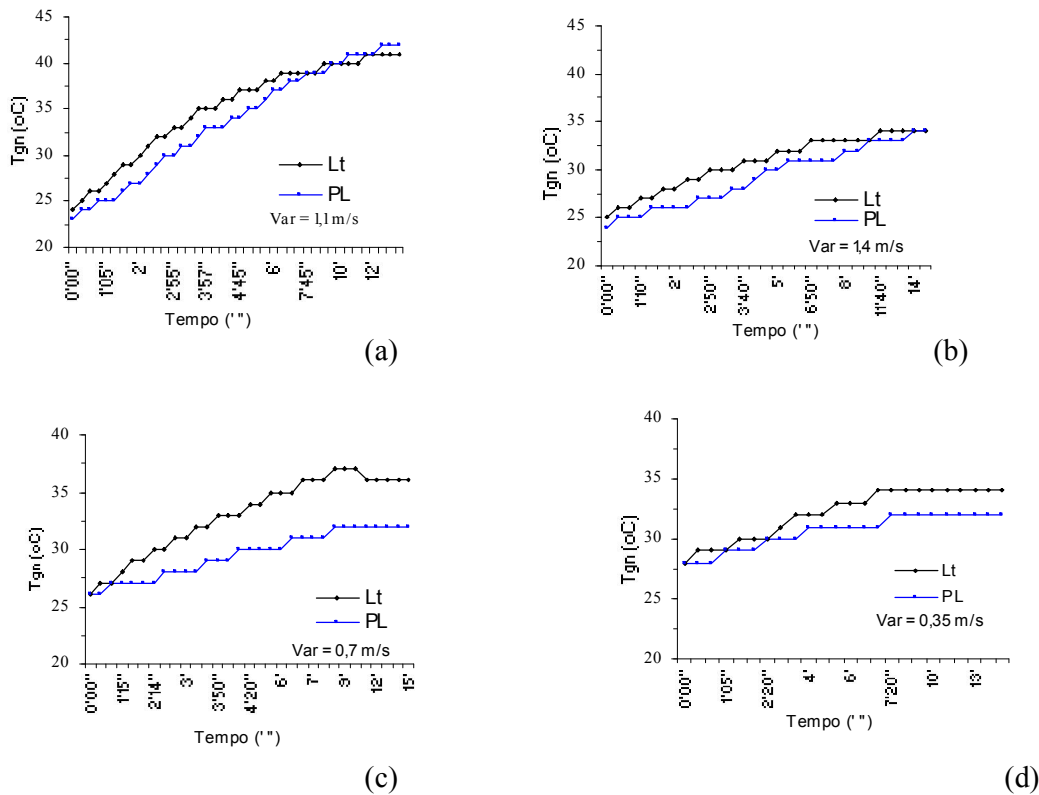 45
40
35
30
25
20
Tgn (oC)
Lt
PL
Var = 1,1 m/s
0'00" 1'05" 2' 2'55" 3'57" 4'45" 6' 7'45" 10' 12'
Tempo (' ")
(a)
45
40
35
30
25
20
Tgn (oC)
Lt
PL
Var = 1,4 m/s
0'00" 1'10" 2' 2'50" 3'40" 5' 6'50" 8' 11'40" 14'
Tempo (' ")
(b)
40
35
30
25
20
Tgn (oC)
Lt
PL
Var = 0,7 m/s
0'00" 1'15" 2'14" 3' 3'50" 4'20" 6' 7' 9' 12' 15'
Tempo (' ")
(c)
40
35
30
25
20
Tgn (oC)
Lt
PL
Var = 0,35 m/s
0'00" 1'05" 2'20" 4' 6' 7'20" 10' 13'
Tempo (' ")
(d)